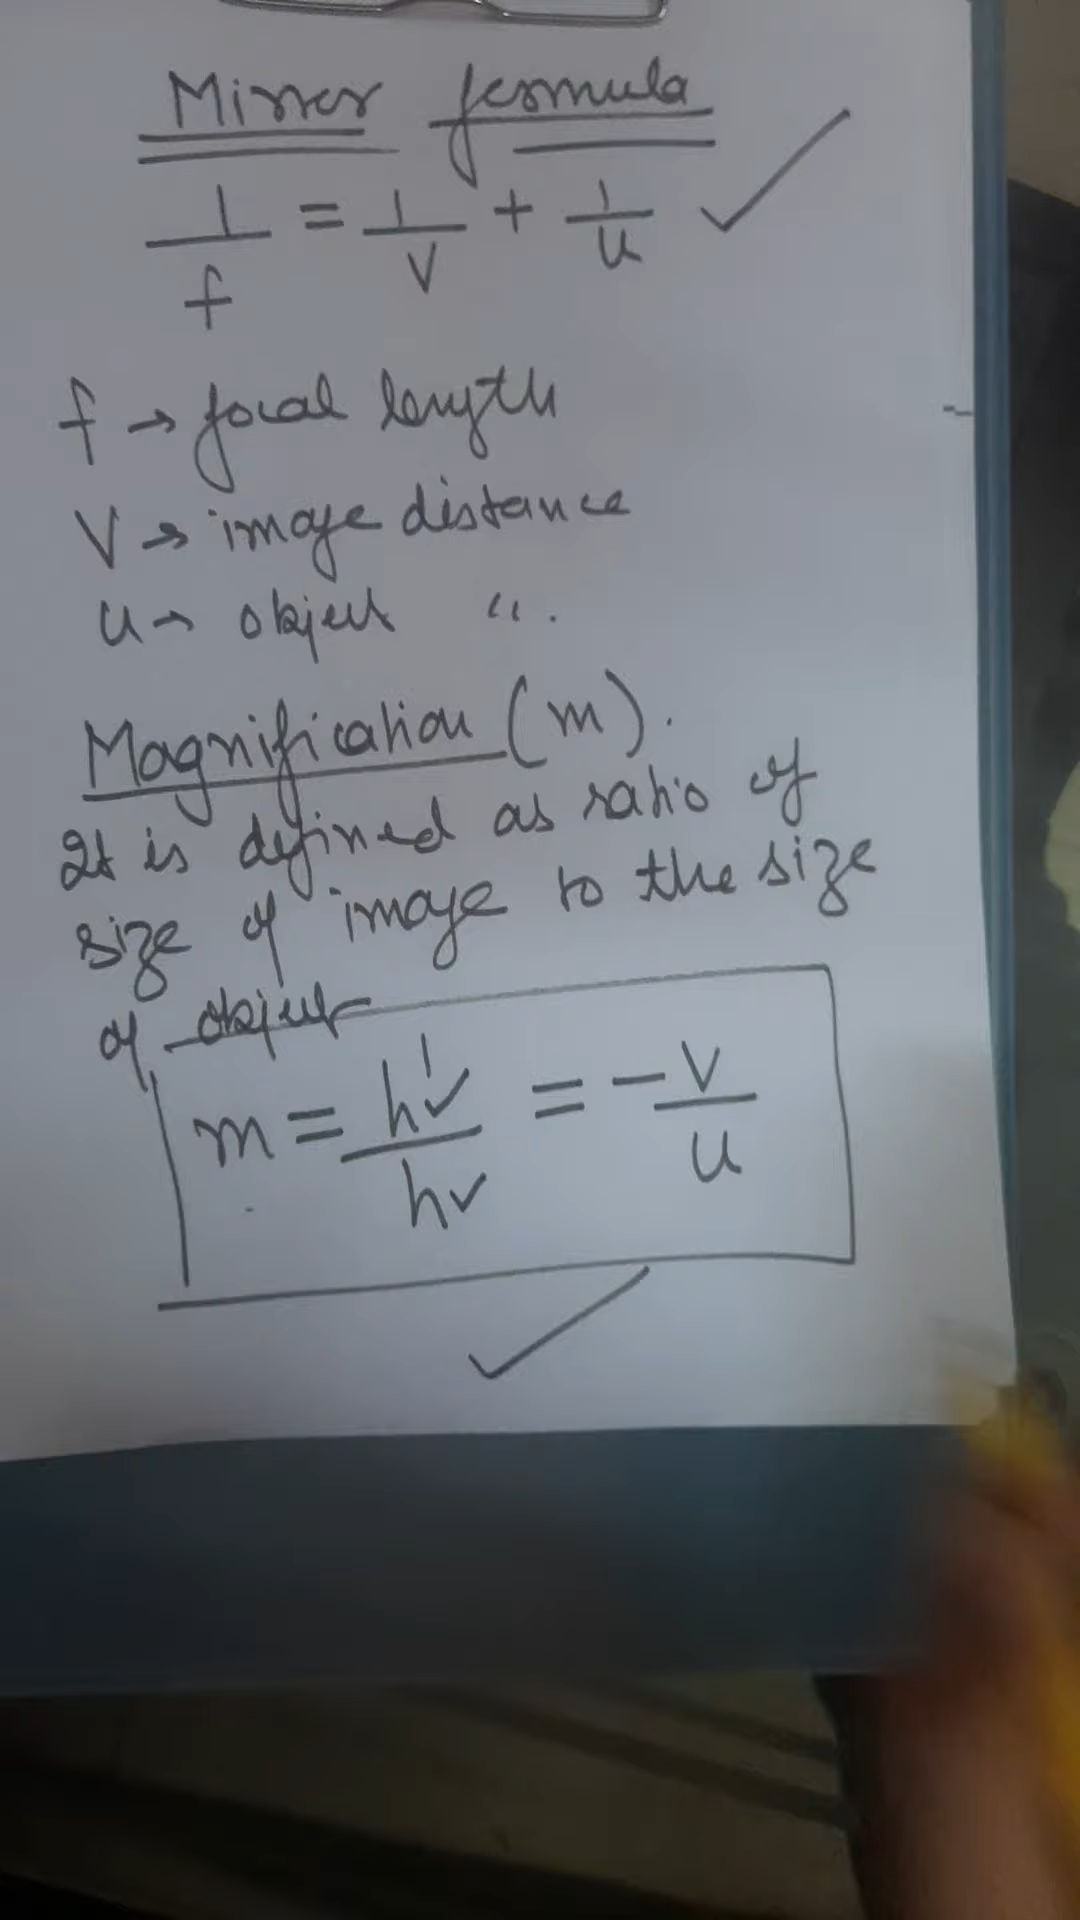 Mirror formula
1/f = 1/v + 1/u ✓
f → focal length
V → image distance
u → object ".
Magnification (m).
It is defined as ratio of
size of image to the size
of object
m = h'✓/h✓ = -v/u
✓